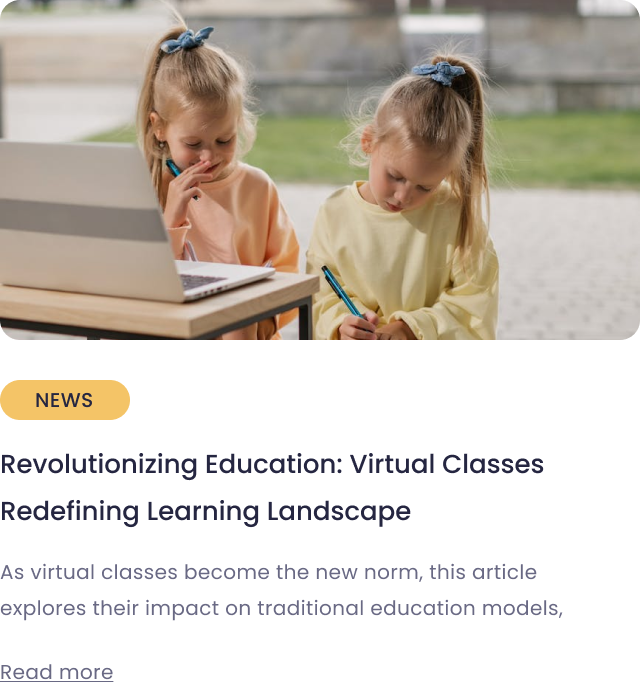 NEWS
Revolutionizing Education: Virtual Classes
Redefining Learning Landscape
As virtual classes become the new norm, this article
explores their impact on traditional education models,
Read more